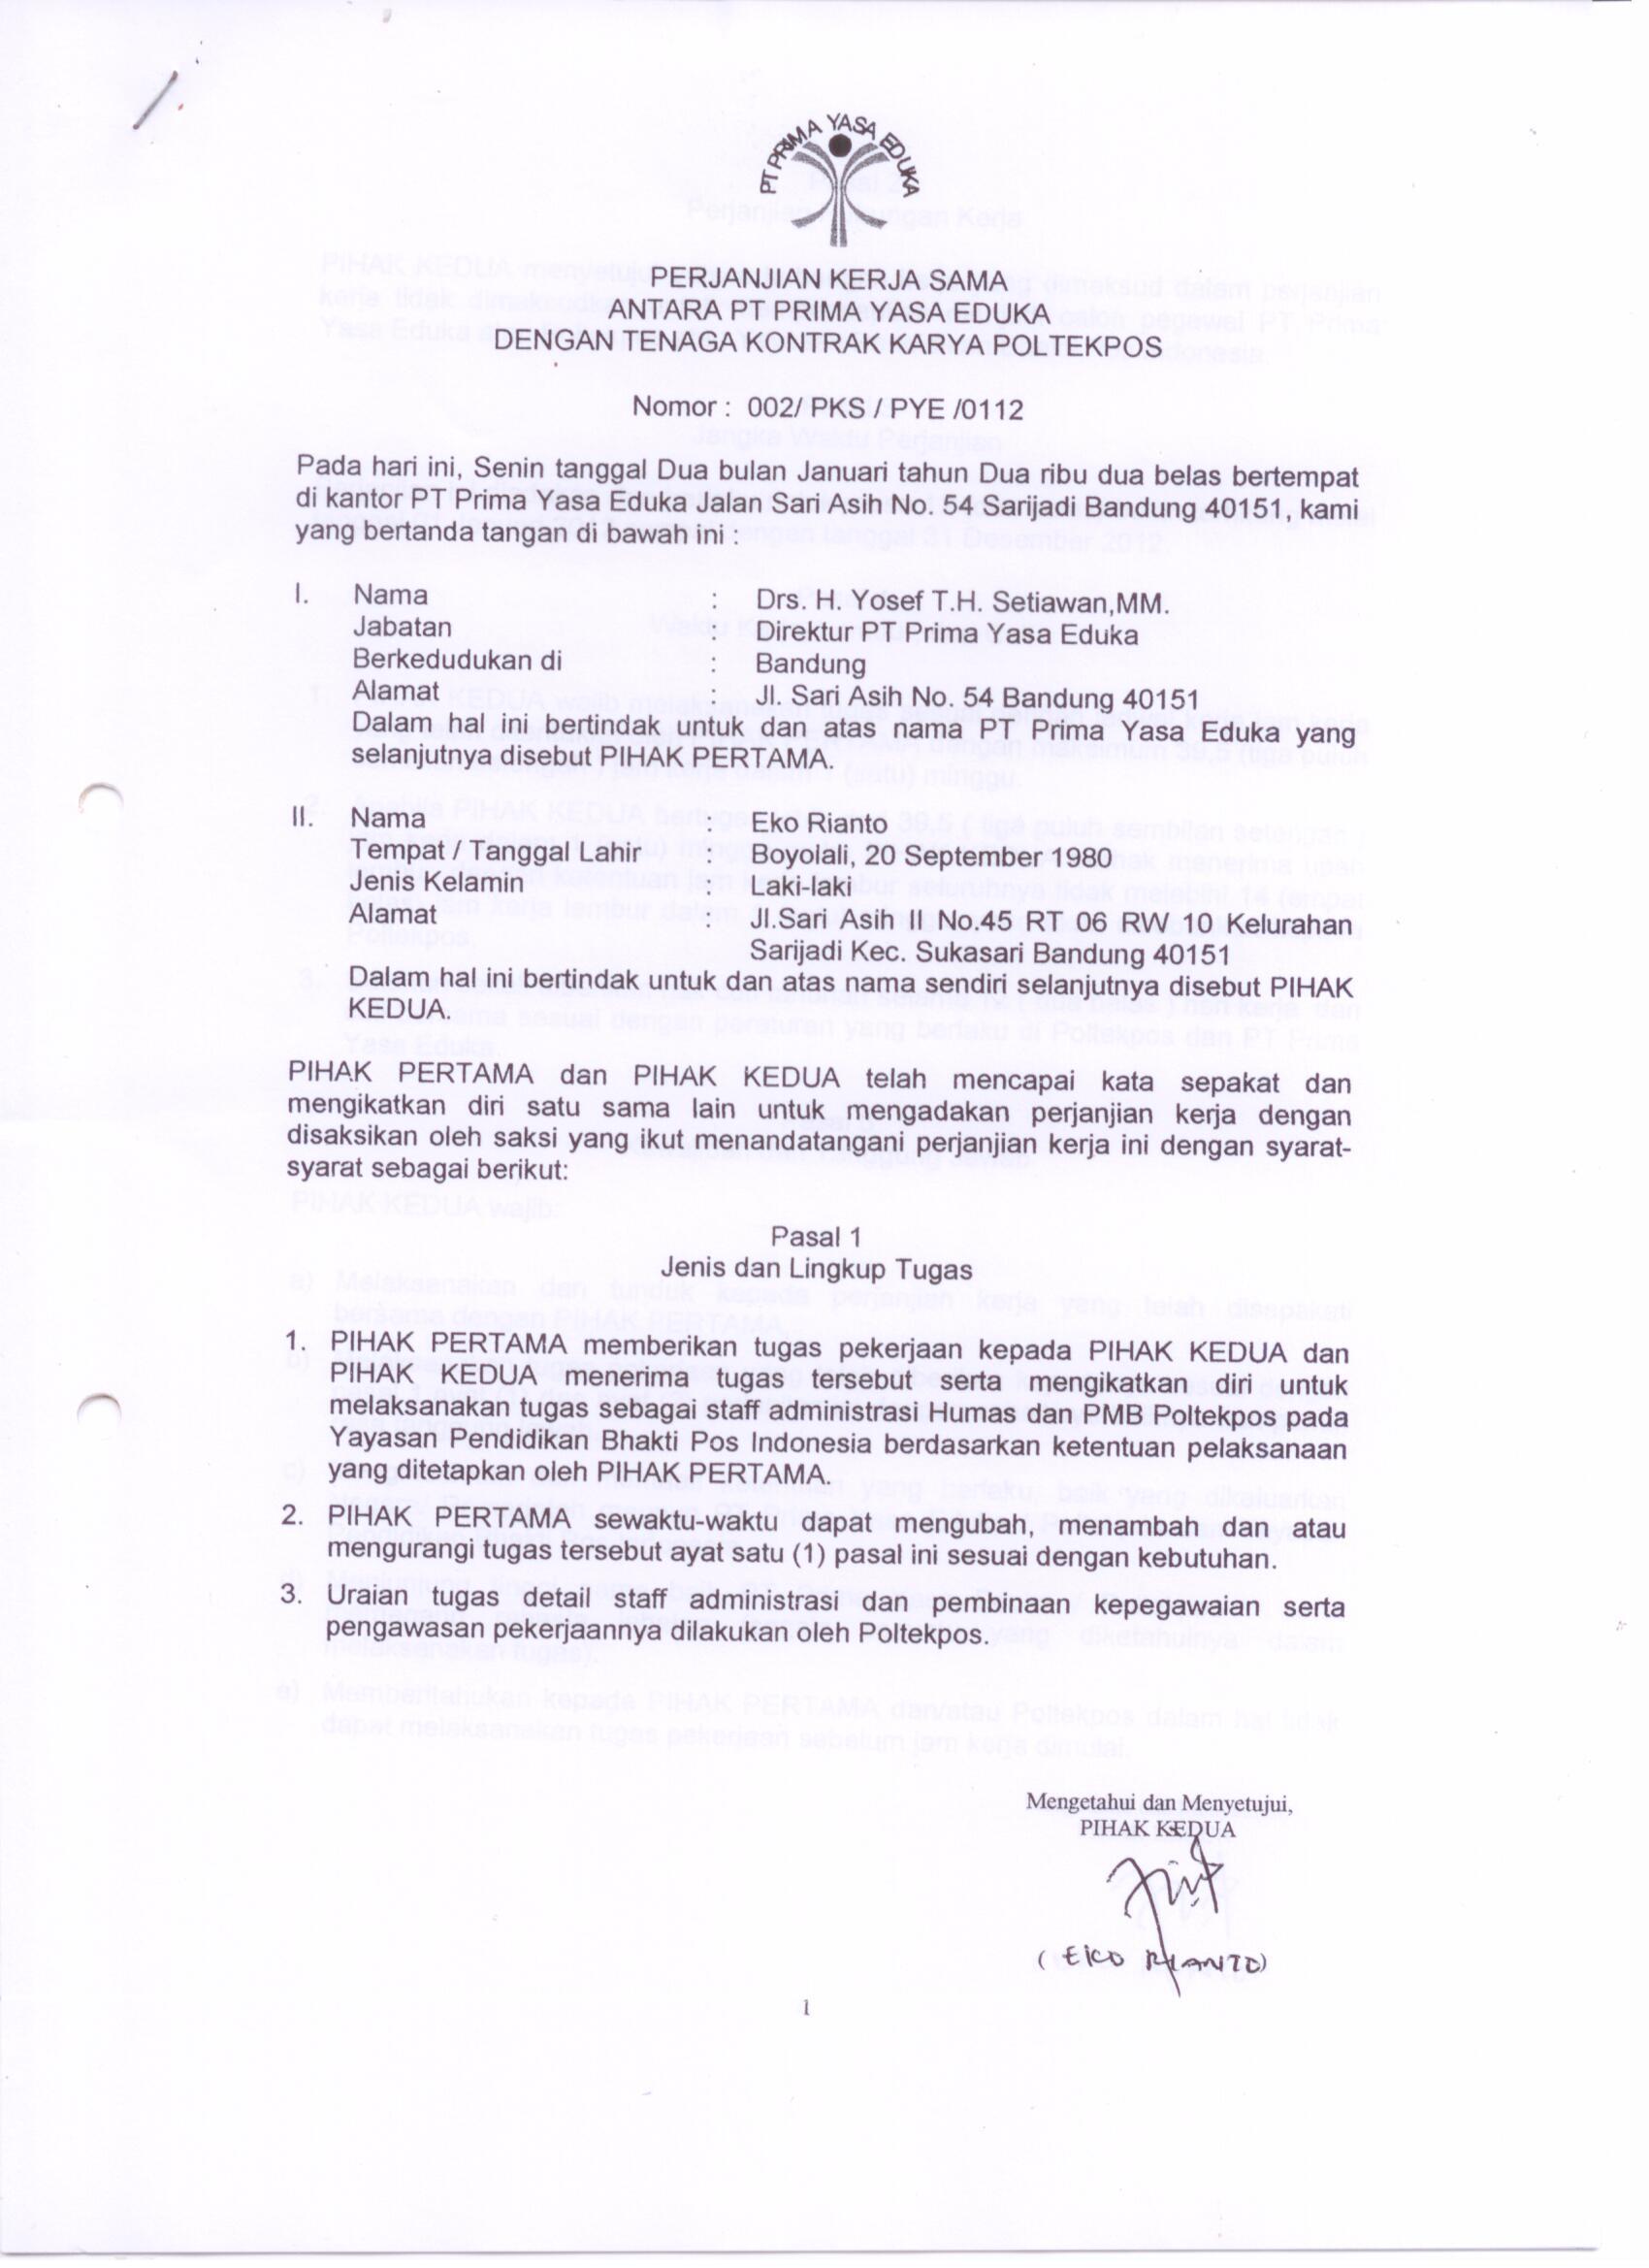 PT PRIMA YASA EDUKA
PERJANJIAN KERJA SAMA
ANTARA PT PRIMA YASA EDUKA
DENGAN TENAGA KONTRAK KARYA POLTEKPOS
Nomor : 002/ PKS / PYE /0112
Pada hari ini, Senin tanggal Dua bulan Januari tahun Dua ribu dua belas bertempat
di kantor PT Prima Yasa Eduka Jalan Sari Asih No. 54 Sarijadi Bandung 40151, kami
yang bertanda tangan di bawah ini :
I. Nama : Drs. H. Yosef T.H. Setiawan,MM.
Jabatan : Direktur PT Prima Yasa Eduka
Berkedudukan di : Bandung
Alamat : Jl. Sari Asih No. 54 Bandung 40151
Dalam hal ini bertindak untuk dan atas nama PT Prima Yasa Eduka yang
selanjutnya disebut PIHAK PERTAMA.
II. Nama : Eko Rianto
Tempat / Tanggal Lahir : Boyolali, 20 September 1980
Jenis Kelamin : Laki-laki
Alamat : Jl.Sari Asih II No.45 RT 06 RW 10 Kelurahan
Sarijadi Kec. Sukasari Bandung 40151
Dalam hal ini bertindak untuk dan atas nama sendiri selanjutnya disebut PIHAK
KEDUA.
PIHAK PERTAMA dan PIHAK KEDUA telah mencapai kata sepakat dan
mengikatkan diri satu sama lain untuk mengadakan perjanjian kerja dengan
disaksikan oleh saksi yang ikut menandatangani perjanjian kerja ini dengan syarat-
syarat sebagai berikut:
Pasal 1
Jenis dan Lingkup Tugas
1. PIHAK PERTAMA memberikan tugas pekerjaan kepada PIHAK KEDUA dan
PIHAK KEDUA menerima tugas tersebut serta mengikatkan diri untuk
melaksanakan tugas sebagai staff administrasi Humas dan PMB Poltekpos pada
Yayasan Pendidikan Bhakti Pos Indonesia berdasarkan ketentuan pelaksanaan
yang ditetapkan oleh PIHAK PERTAMA.
2. PIHAK PERTAMA sewaktu-waktu dapat mengubah, menambah dan atau
mengurangi tugas tersebut ayat satu (1) pasal ini sesuai dengan kebutuhan.
3. Uraian tugas detail staff administrasi dan pembinaan kepegawaian serta
pengawasan pekerjaannya dilakukan oleh Poltekpos.
Mengetahui dan Menyetujui,
PIHAK KEDUA
( EKO RIANTO)
1